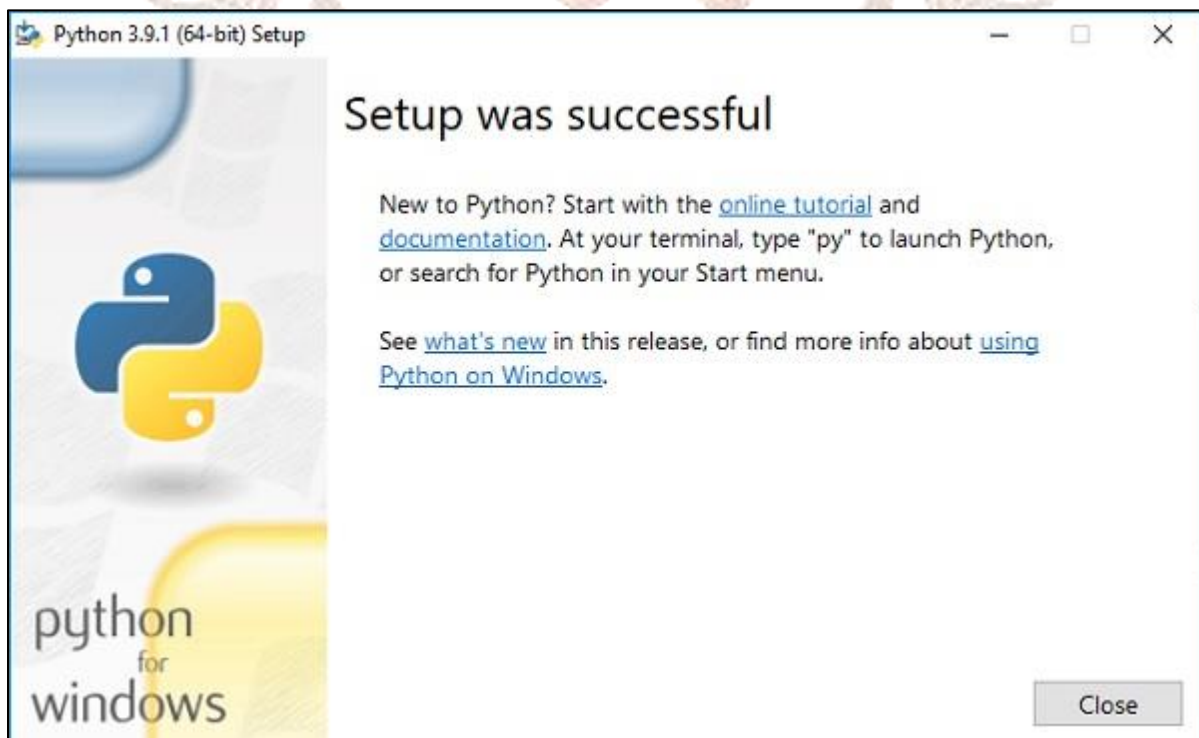 Python 3.9.1 (64-bit) Setup
Setup was successful
New to Python? Start with the online tutorial and
documentation. At your terminal, type "py" to launch Python,
or search for Python in your Start menu.
See what's new in this release, or find more info about using
Python on Windows.
python
for
windows
Close